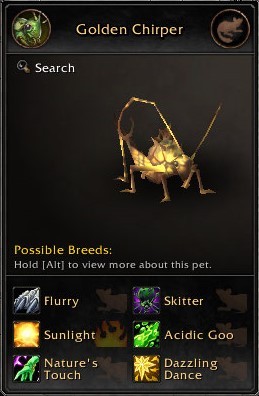 Golden Chirper
Search
Possible Breeds:
Hold [Alt] to view more about this pet.
Flurry
Skitter
Sunlight
Acidic Goo
Nature's
Touch
Dazzling
Dance